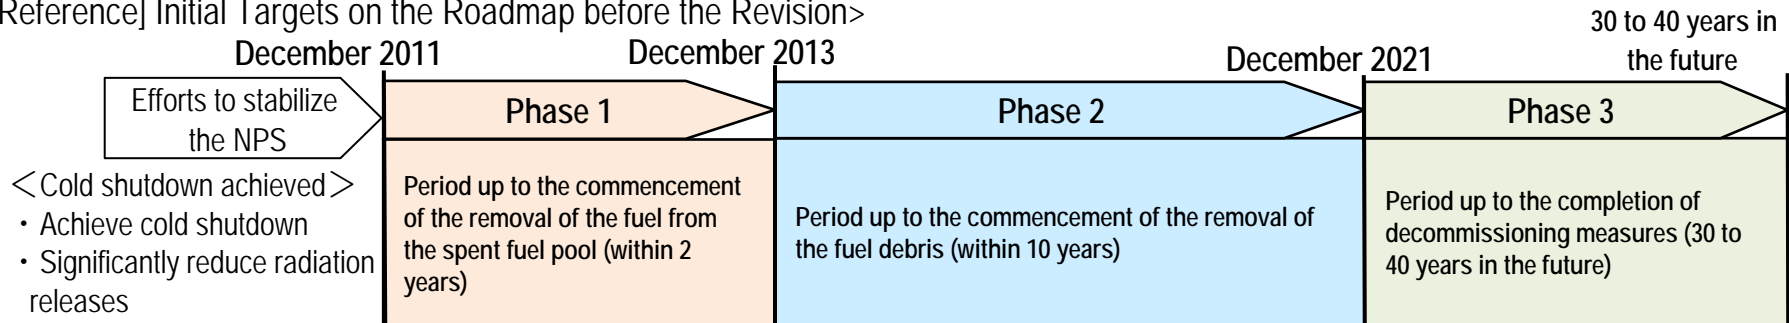 Reference] Initial Targets on the Roadmap before the Revision>
December 2011
December 2013
December 2021
30 to 40 years in
the future
Efforts to stabilize
the NPS
Phase 1
Phase 2
Phase 3
＜Cold shutdown achieved＞
・Achieve cold shutdown
・Significantly reduce radiation
releases
Period up to the commencement
of the removal of the fuel from
the spent fuel pool (within 2
years)
Period up to the commencement of the removal of
the fuel debris (within 10 years)
Period up to the completion of
decommissioning measures (30 to
40 years in the future)